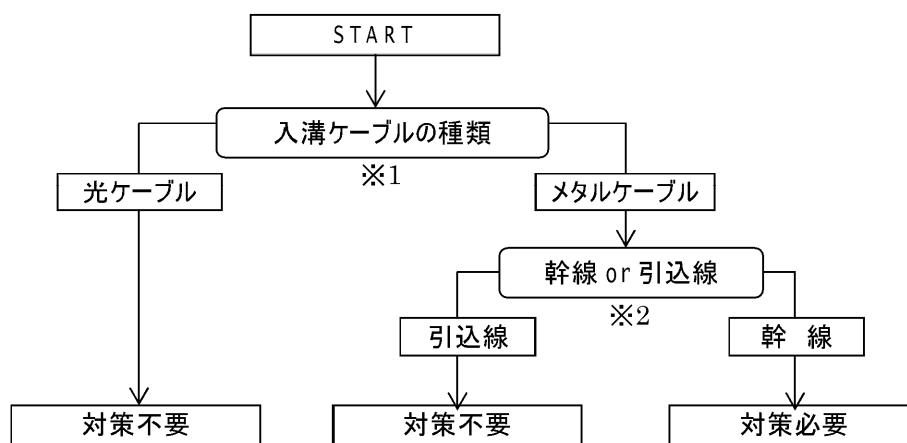 START
入溝ケーブルの種類
※1
光ケーブル
メタルケーブル
幹線 or 引込線
※2
引込線
幹 線
対策不要
対策不要
対策必要